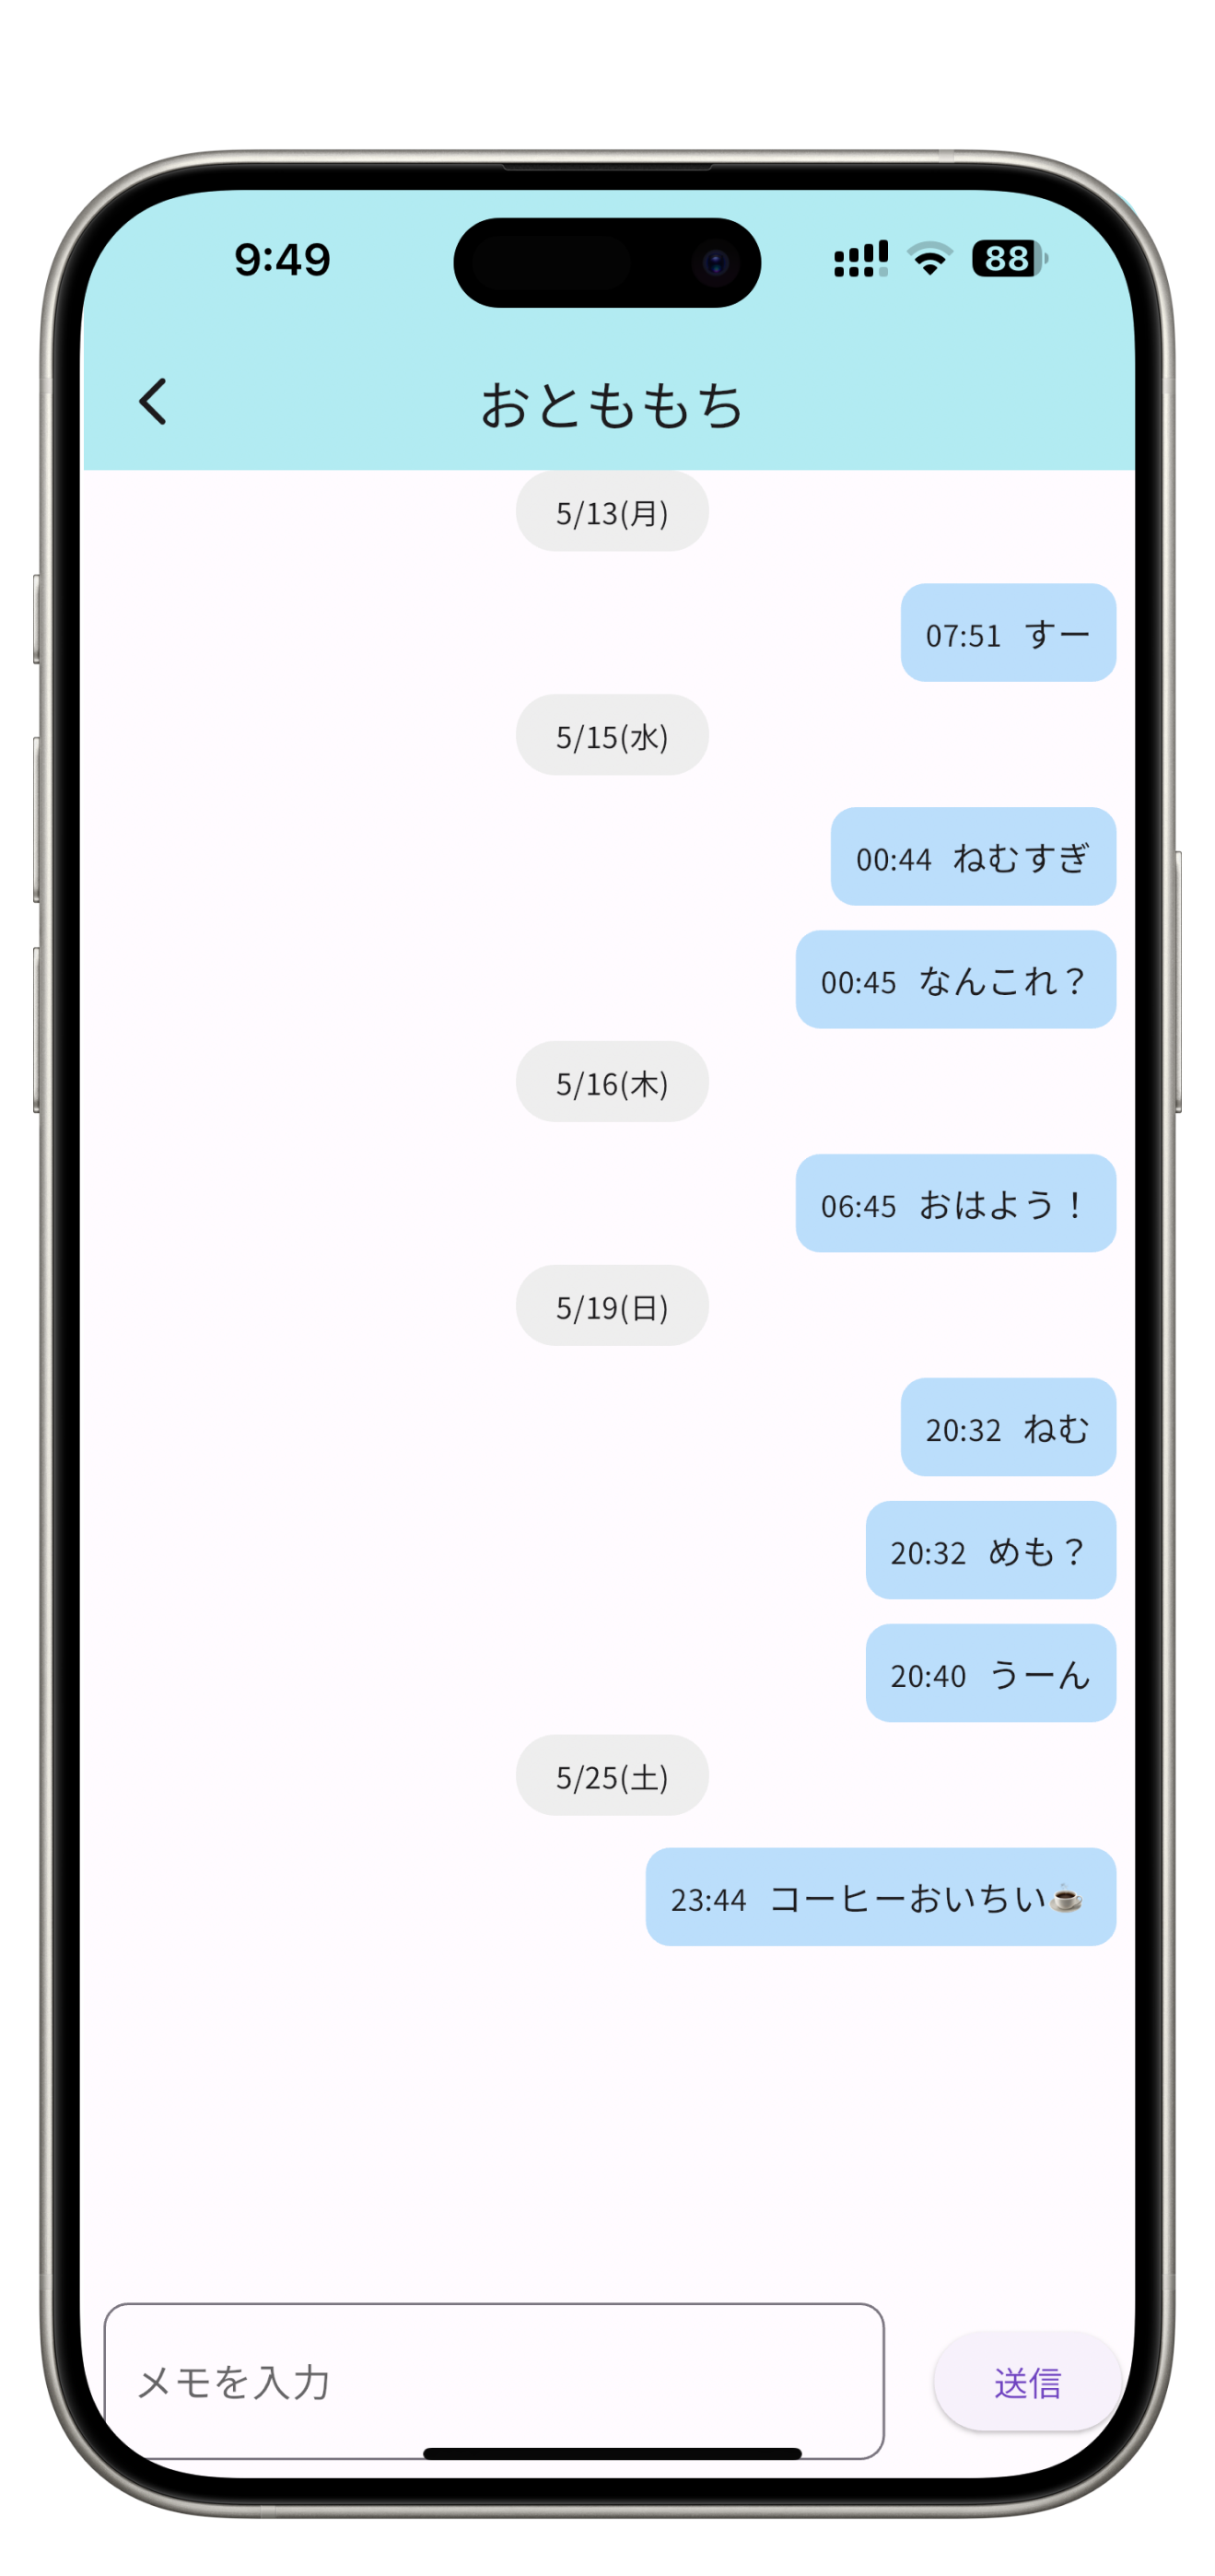 9:49
88
おとももち
5/13(月)
07:51 すー
5/15(水)
00:44 ねむすぎ
00:45 なんこれ？
5/16(木)
06:45 おはよう！
5/19(日)
20:32 ねむ
20:32 めも？
20:40 うーん
5/25(土)
23:44 コーヒーおいちい☕
メモを入力
送信